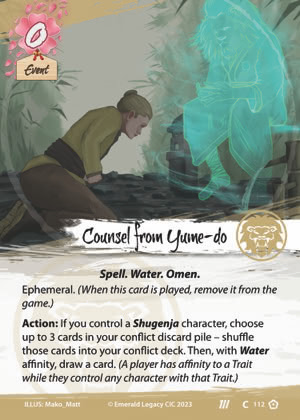 0
Event
Counsel from Yume-do
Spell. Water. Omen.
Ephemeral. (When this card is played, remove it from the
game.)
Action: If you control a Shugenja character, choose
up to 3 cards in your conflict discard pile – shuffle
those cards into your conflict deck. Then, with Water
affinity, draw a card. (A player has affinity to a Trait
while they control any character with that Trait.)
ILLUS: Mako_Matt
© Emerald Legacy CIC 2023
C 112